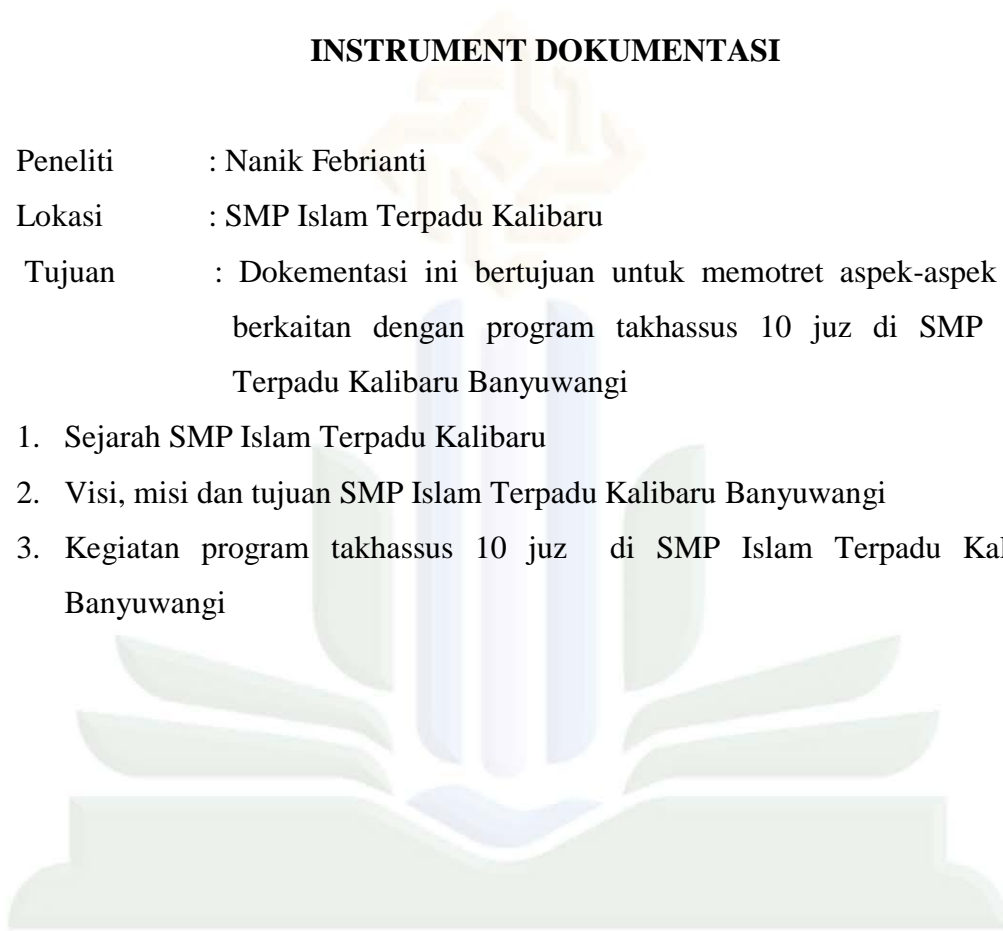 INSTRUMENT DOKUMENTASI
Peneliti : Nanik Febrianti
Lokasi : SMP Islam Terpadu Kalibaru
Tujuan : Dokementasi ini bertujuan untuk memotret aspek-aspek
berkaitan dengan program takhassus 10 juz di SMP
Terpadu Kalibaru Banyuwangi
1. Sejarah SMP Islam Terpadu Kalibaru
2. Visi, misi dan tujuan SMP Islam Terpadu Kalibaru Banyuwangi
3. Kegiatan program takhassus 10 juz di SMP Islam Terpadu
Banyuwangi